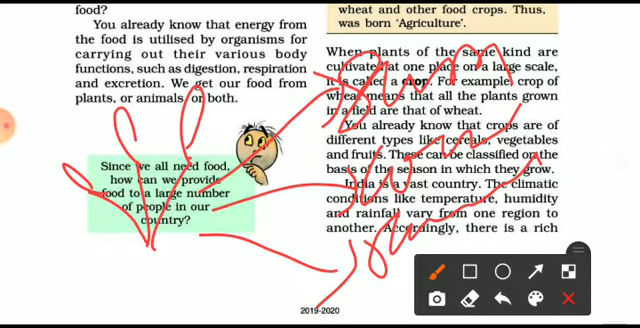 food?
You already know that energy from
the food is utilised by organisms for
carrying out their various body
functions, such as digestion, respiration
and excretion. We get our food from
plants, or animals, or both.
Since we all need food,
how can we provide
food to a large number
of people in our
country?
wheat and other food crops. Thus,
was born ‘Agriculture’.
When plants of the same kind are
cultivated at one place on a large scale,
it is called a crop. For example, crop of
wheat means that all the plants grown
in a field are that of wheat.
You already know that crops are of
different types like cereals, vegetables
and fruits. These can be classified on the
basis of the season in which they grow.
India is a vast country. The climatic
conditions like temperature, humidity
and rainfall vary from one region to
another. Accordingly, there is a rich
2019-2020